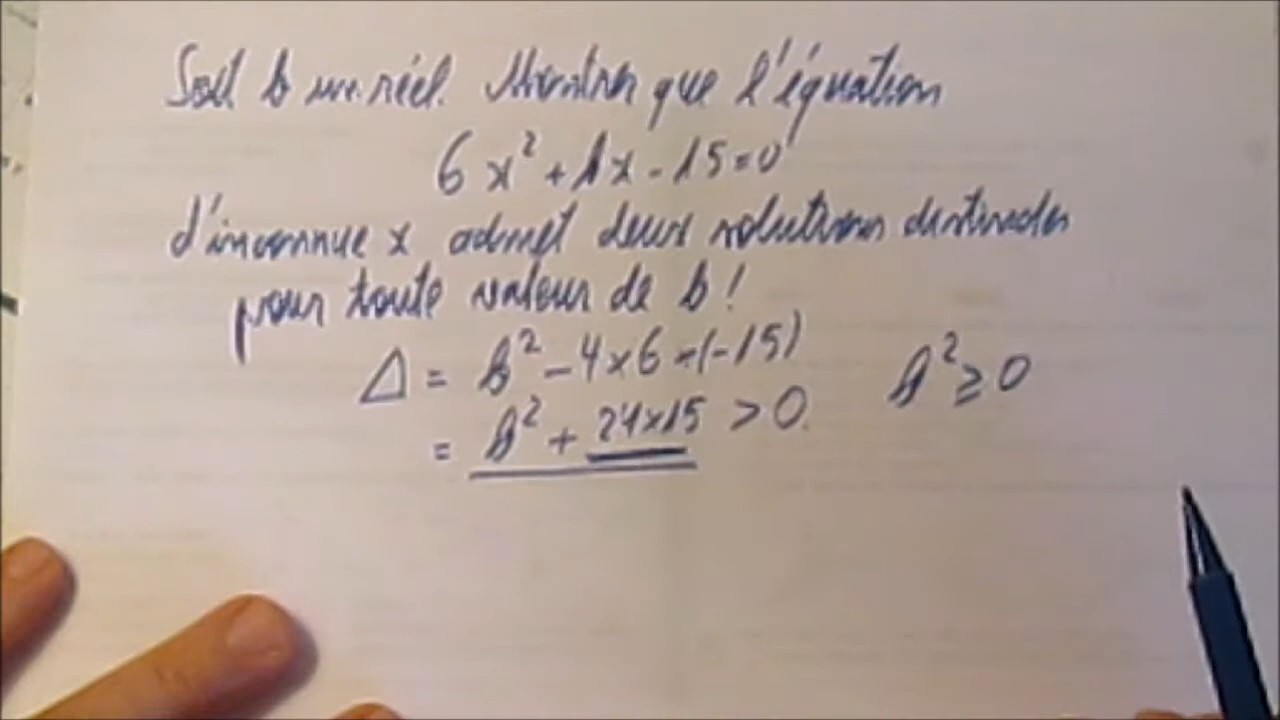 Soit b un réel. Montrer que l'équation
6x² + bx - 15 = 0
d'inconnue x admet deux solutions distinctes
pour toute valeur de b !
Δ = b² - 4×6×(-15) b² ≥ 0
= b² + 24×15 > 0.